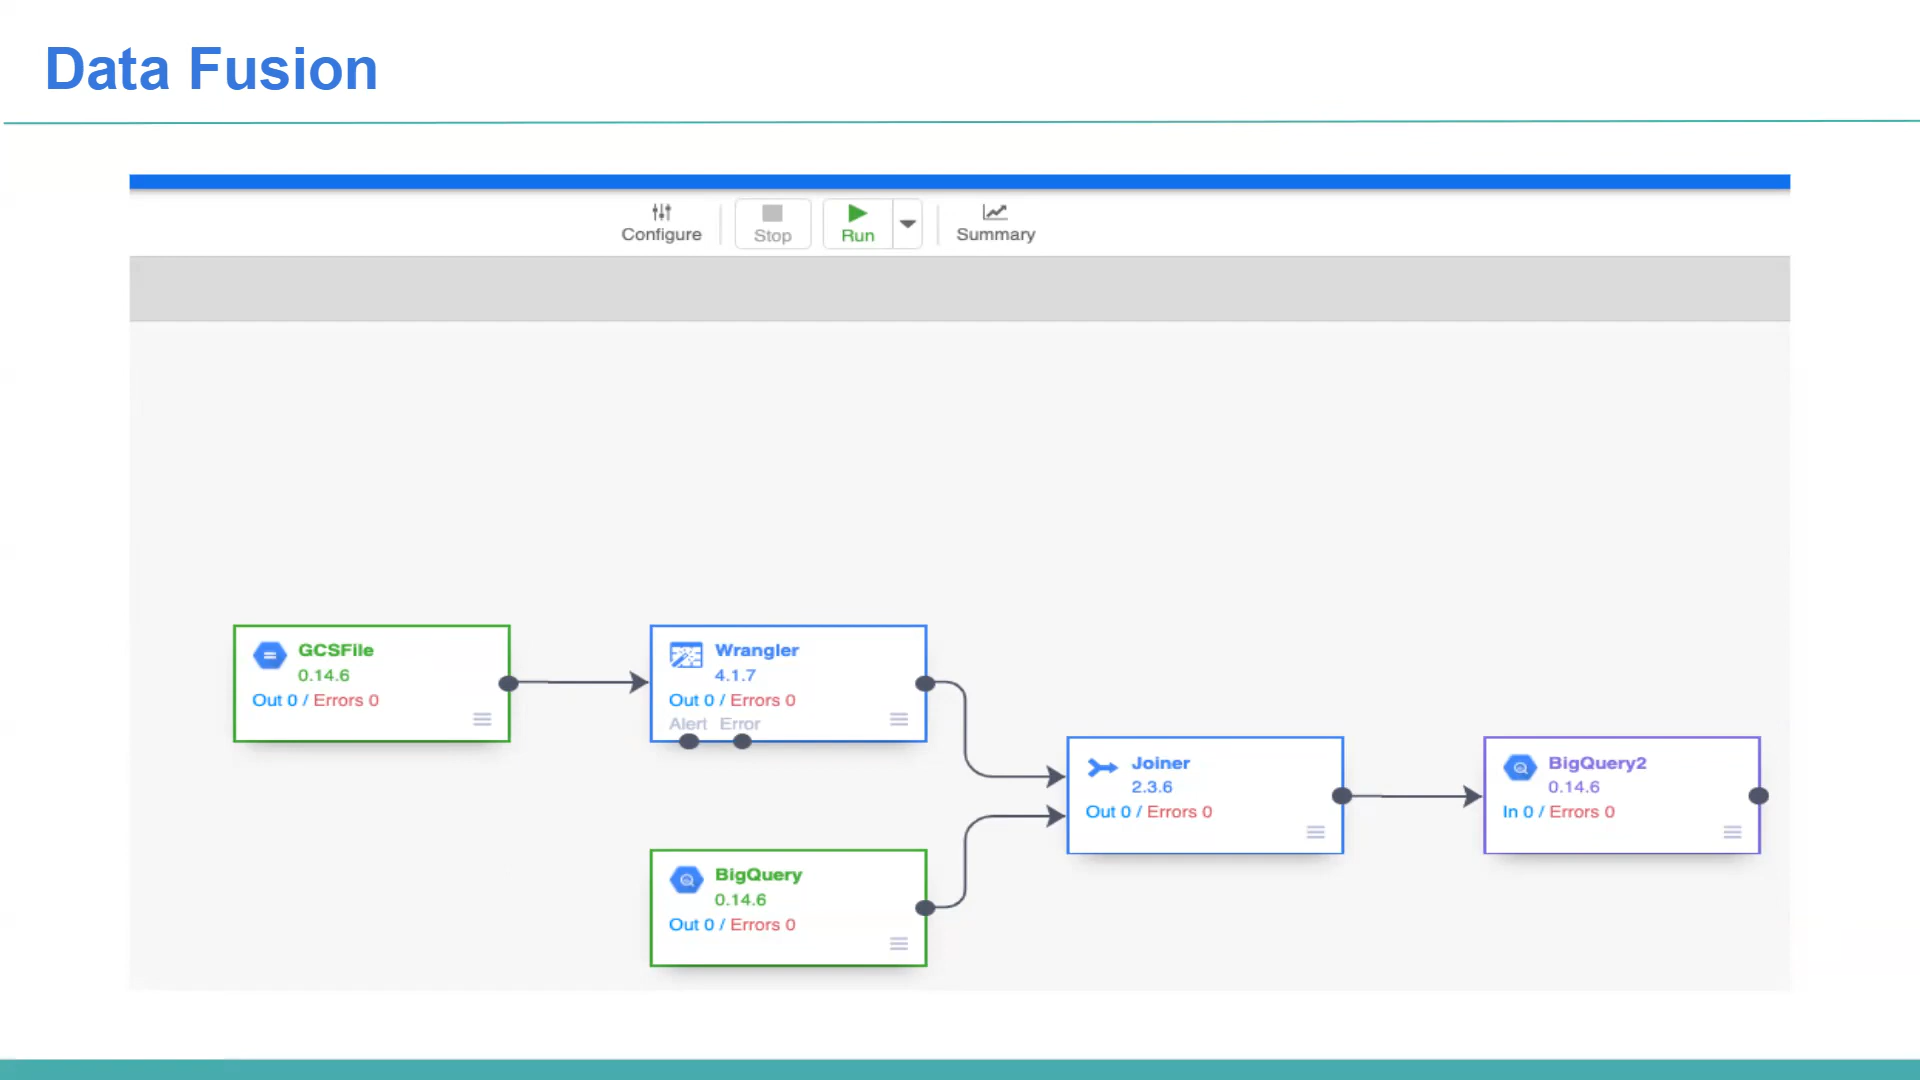 Data Fusion
Configure
Stop
Run
Summary
GCSFile
0.14.6
Out 0 / Errors 0
Wrangler
4.1.7
Out 0 / Errors 0
Alert Error
Joiner
2.3.6
Out 0 / Errors 0
BigQuery2
0.14.6
In 0 / Errors 0
BigQuery
0.14.6
Out 0 / Errors 0